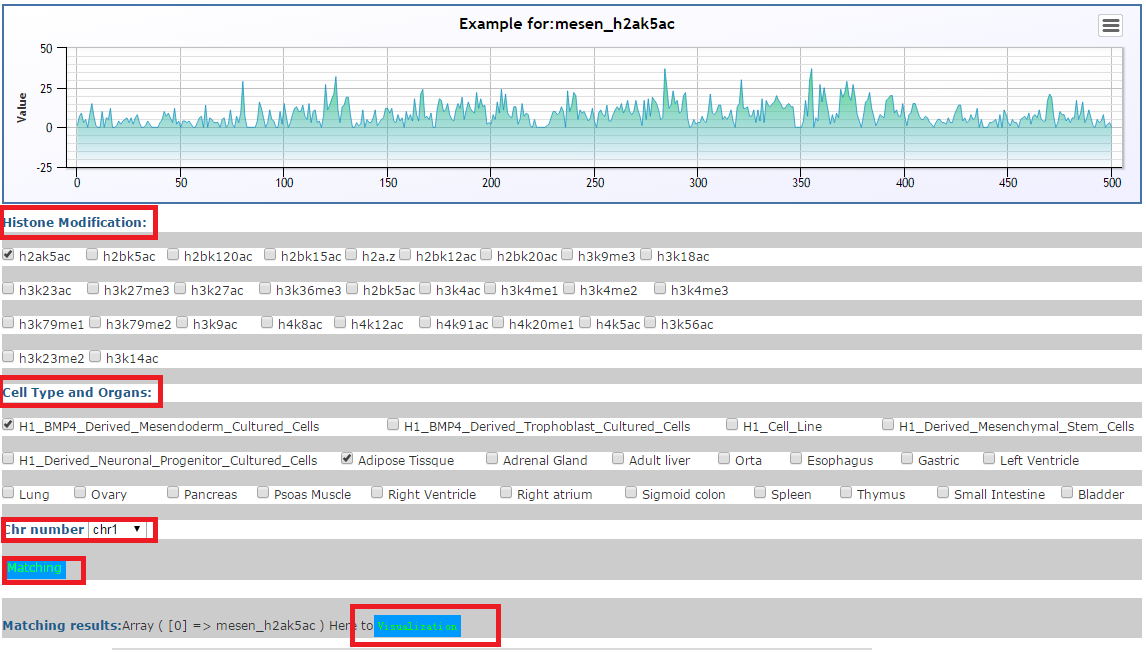 Example for:mesen_h2ak5ac
50
25
0
-25
Value
0 50 100 150 200 250 300 350 400 450 500
Histone Modification:
h2ak5ac h2bk5ac h2bk120ac h2bk15ac h2a.z h2bk12ac h2bk20ac h3k9me3 h3k18ac
h3k23ac h3k27me3 h3k27ac h3k36me3 h2bk5ac h3k4ac h3k4me1 h3k4me2 h3k4me3
h3k79me1 h3k79me2 h3k9ac h4k8ac h4k12ac h4k91ac h4k20me1 h4k5ac h3k56ac
h3k23me2 h3k14ac
Cell Type and Organs:
H1_BMP4_Derived_Mesendoderm_Cultured_Cells H1_BMP4_Derived_Trophoblast_Cultured_Cells H1_Cell_Line H1_Derived_Mesenchymal_Stem_Cells
H1_Derived_Neuronal_Progenitor_Cultured_Cells Adipose Tissque Adrenal Gland Adult liver Orta Esophagus Gastric Left Ventricle
Lung Ovary Pancreas Psoas Muscle Right Ventricle Right atrium Sigmoid colon Spleen Thymus Small Intestine Bladder
Chr number chr1
Matching
Matching results:Array ( [0] => mesen_h2ak5ac ) Here to Visualization